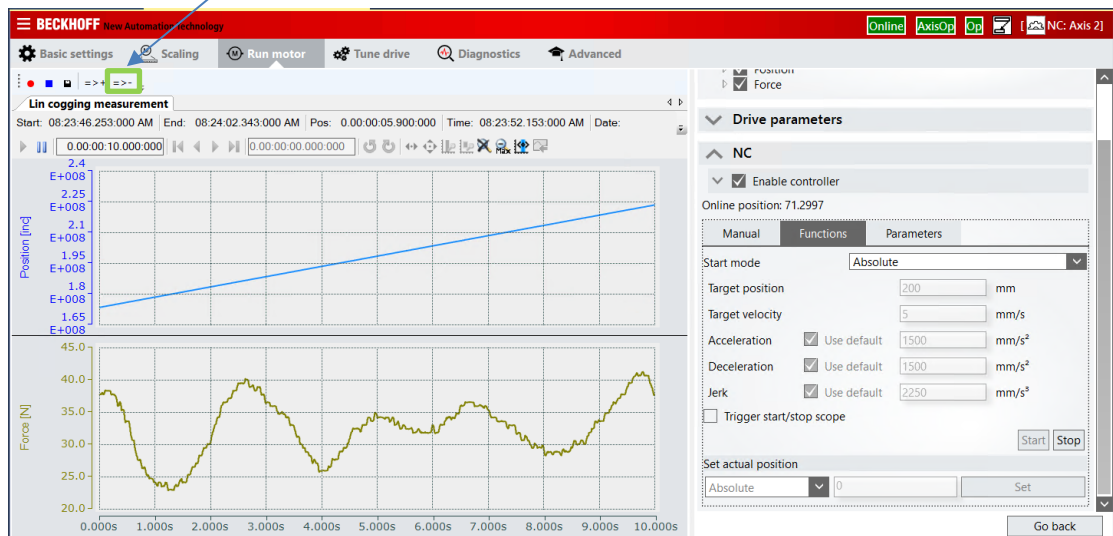 BECKHOFF New Automation Technology
Online AxisOp Op [ NC: Axis 2]
Basic settings Scaling Run motor Tune drive Diagnostics Advanced
=>+ =>-
Lin cogging measurement
Start: 08:23:46.253:000 AM End: 08:24:02.343:000 AM Pos: 0.00:00:05.900:000 Time: 08:23:52.153:000 AM Date:
0.00:00:10.000:000 0.00:00:00.000:000 Max
2.4
E+008
2.25
E+008
2.1
E+008
1.95
E+008
1.8
E+008
1.65
E+008
Position [inc]
45.0
40.0
35.0
30.0
25.0
20.0
Force [N]
0.000s 1.000s 2.000s 3.000s 4.000s 5.000s 6.000s 7.000s 8.000s 9.000s 10.000s
Position
Force
Drive parameters
NC
Enable controller
Online position: 71.2997
Manual Functions Parameters
Start mode Absolute
Target position 200 mm
Target velocity 5 mm/s
Acceleration Use default 1500 mm/s²
Deceleration Use default 1500 mm/s²
Jerk Use default 2250 mm/s³
Trigger start/stop scope
Start Stop
Set actual position
Absolute 0 Set
Go back